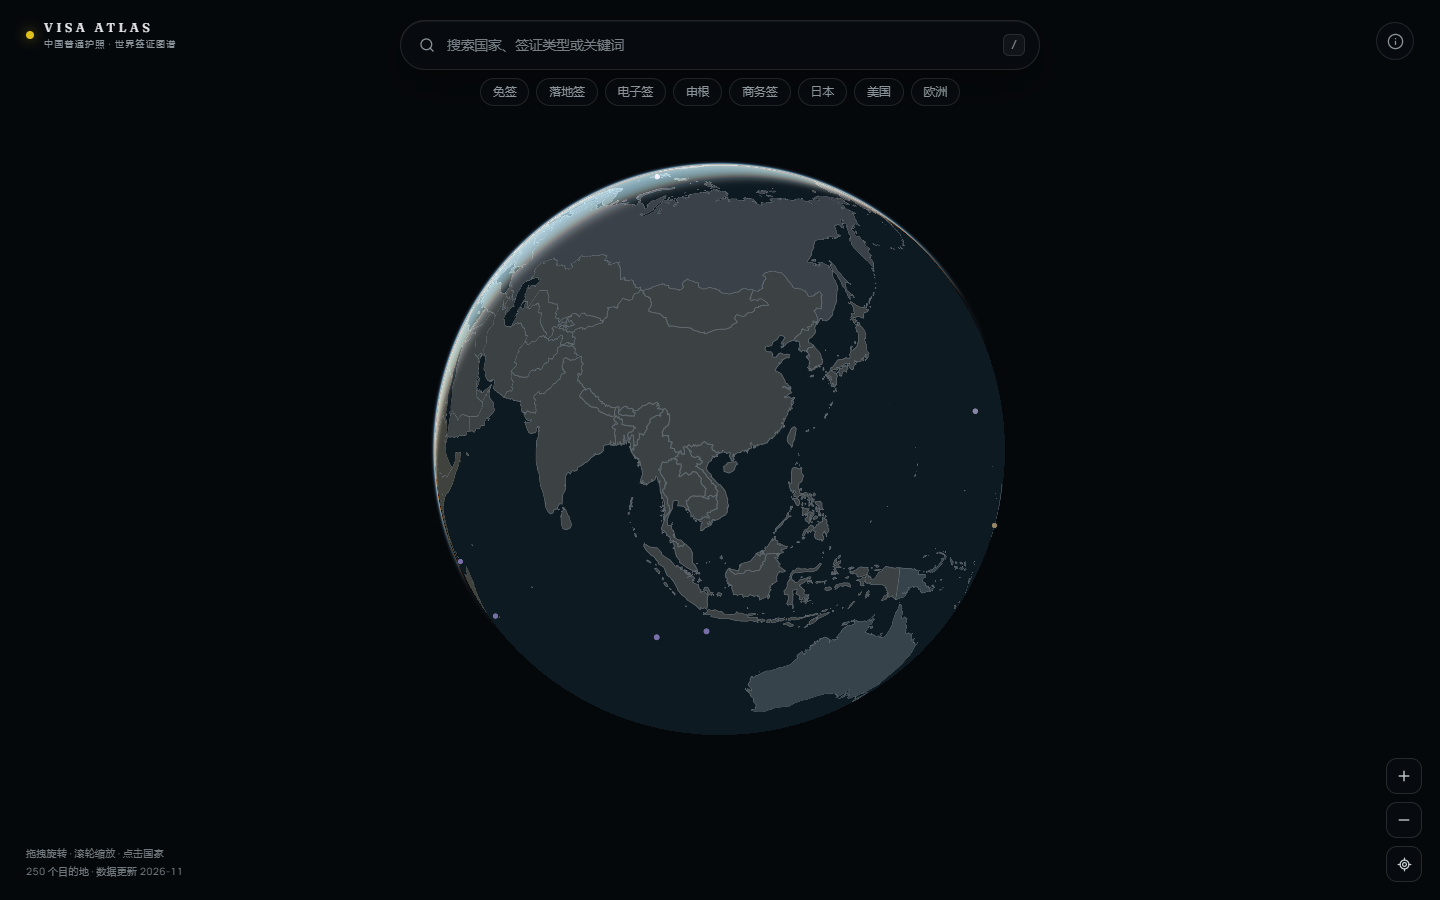 VISA ATLAS
中国普通护照 · 世界签证图谱
搜索国家、签证类型或关键词
/
免签
落地签
电子签
申根
商务签
日本
美国
欧洲
拖拽旋转 · 滚轮缩放 · 点击国家
250 个目的地 · 数据更新 2026-11